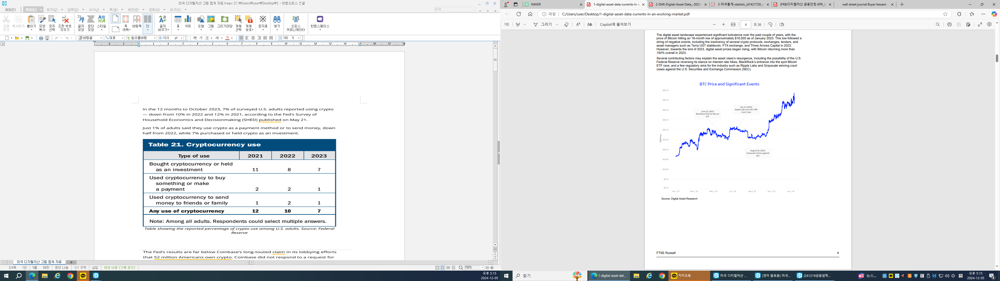 미국 디지털자산 그림 캡쳐 자료.hwpx [C:₩Users₩user₩Desktop₩] - 한컴오피스 한글
파일(F) 편집(E) 보기(U) 입력(D) 서식(J) 쪽(W) 보안(B) 검토(H) 도구(K)
미국
오려 두기
복사하기
붙이기
모양 복사
모두 선택
조판 부호 지우기
글자 모양
문단 모양
스타일
쪽 여백
바탕쪽
단
글자 바꾸기
표
차트
도형
그림
그리기마당
개체 선택
개체 보호
문자표
찾기
오피스 커뮤니케이터
한컴스페이스
바탕글
대표
함초롬바탕
10.0 pt
160 %
In the 12 months to October 2023, 7% of surveyed U.S. adults reported using crypto
— down from 10% in 2022 and 12% in 2021, according to the Fed's Survey of
Household Economics and Decisionmaking (SHED) published on May 21.
Just 1% of adults said they use crypto as a payment method or to send money, down
half from 2022, while 7% purchased or held crypto as an investment.
Table 21. Cryptocurrency use
Type of use 2021 2022 2023
Bought cryptocurrency or held
as an investment 11 8 7
Used cryptocurrency to buy
something or make
a payment 2 2 1
Used cryptocurrency to send
money to friends or family 1 2 1
Any use of cryptocurrency 12 10 7
Note: Among all adults. Respondents could select multiple answers.
Table showing the reported percentage of crypto use among U.S. adults. Source: Federal
Reserve
The Fed's results are far below Coinbase's long-touted claim in its lobbying efforts
that 52 million Americans own crypto. Coinbase did not respond to a request for
미국 디지털자산 그림 캡쳐 자료
3/4쪽 1단 5줄 84칸 문단 나눔 1/1 구역 삽입 변경 내용 [기록 중지]
150%
오후 5:15
2024-12-05
NAVER
1-digital-asset-data-currents-in-a
2-DAR-Digital-Asset-Data_-2023-
3-미국통계-statistic_id1421729_c
(FRB)디지털자산 금융안정-EPR_2
wall street journal Buyer beware -
파일 C:/Users/user/Desktop/1-digital-asset-data-currents-in-an-evolving-market.pdf
그리기
Copilot에 물어보기
4 의 26
The digital asset landscape experienced significant turbulence over the past couple of years, with the
price of Bitcoin hitting an 18-month low of approximately $16,500 as of January 2023. This low followed a
string of negative events, including the insolvency of several crypto protocols, exchanges, lenders, and
asset managers such as Terra UST stablecoin, FTX exchange, and Three Arrows Capital in 2022.
However, towards the end of 2023, digital asset prices began rising, with Bitcoin returning more than
150% overall in 2023.
Several contributing factors may explain the asset class's resurgence, including the possibility of the U.S.
Federal Reserve reversing its stance on interest rate hikes, BlackRock's entrance into the spot Bitcoin
ETF race, and a few regulatory wins for the industry such as Ripple Labs and Grayscale winning court
cases against the U.S. Securities and Exchange Commission (SEC).
BTC Price and Significant Events
$50.0K
$45.0K
$40.0K
$35.0K
$30.0K
$25.0K
$20.0K
$15.0K
$10.0K
$5.0K
$0.0K
USD Price
June 15, 2023:
BlackRock files for Bitcoin
ETF
July 13, 2023:
Ripple Labs wins SEC XRP
Court Case
August 30, 2023:
Grayscale Victory against
SEC
Jan 1, 23 Mar 1, 23 May 1, 23 Jul 1, 23 Sep 1, 23 Nov 1, 23 Jan 1, 24
Source: Digital Asset Research
FTSE Russell 4
찾기
1-digital-asset-dat...
카카오톡
미국 디지털자산 ...
(영어 발표용) 미국...
(241219금융법학...
뉴스...
오후 5:15
2024-12-05